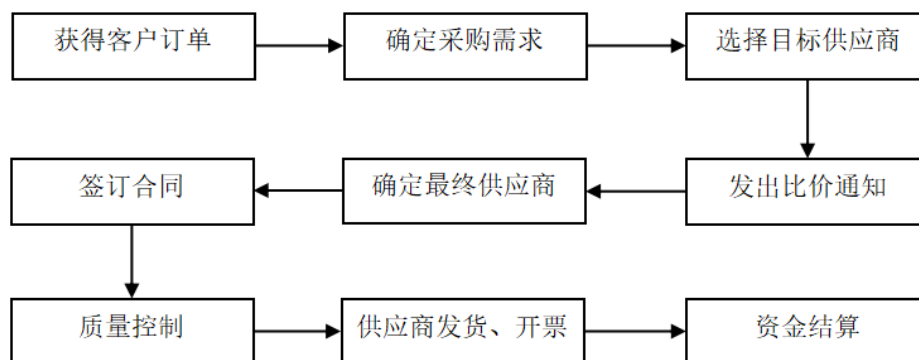 获得客户订单
确定采购需求
选择目标供应商
发出比价通知
确定最终供应商
签订合同
质量控制
供应商发货、开票
资金结算